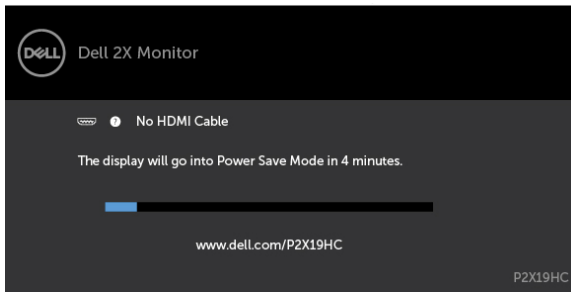 DELL
Dell 2X Monitor
? No HDMI Cable
The display will go into Power Save Mode in 4 minutes.
www.dell.com/P2X19HC
P2X19HC